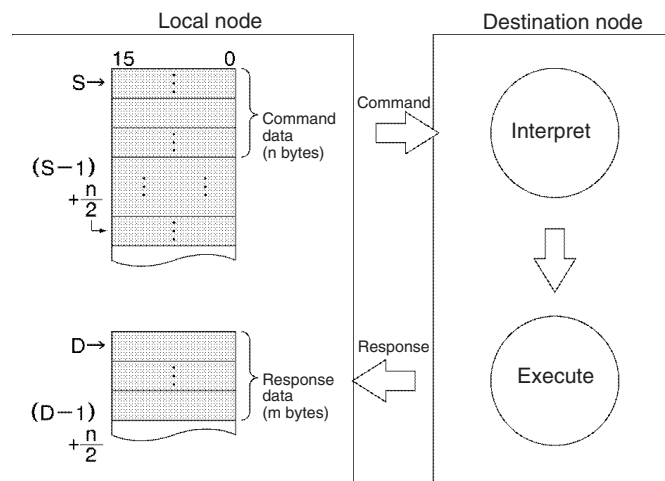 Local node
Destination node
15 0
S→
Command
data
(n bytes)
(S−1)
+n/2
Command
Interpret
D→
Response
data
(m bytes)
(D−1)
+n/2
Response
Execute